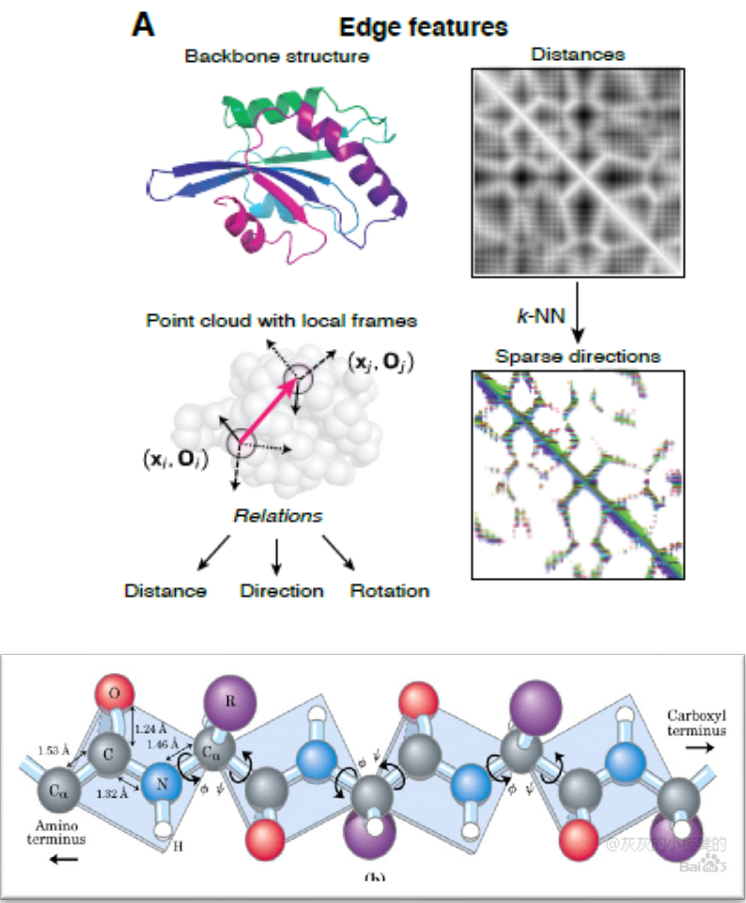 A
Edge features
Backbone structure
Distances
k-NN
Point cloud with local frames
Sparse directions
(xⱼ, Oⱼ)
(xᵢ, Oᵢ)
Relations
Distance Direction Rotation
O
R
1.24 Å
1.53 Å
C
1.46 Å
Cα
Cα
1.32 Å
N
H
ϕ ψ
ϕ ψ
ϕ ψ
Carboxyl
terminus
Amino
terminus
(b)
Bai